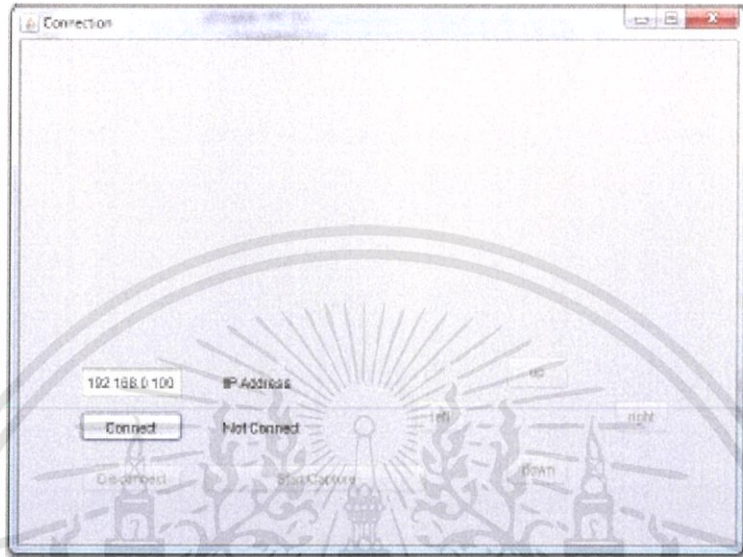 Connection
192.168.0.100 IP Address
up
left right
Connect Not Connect
Disconnect Start Capture down